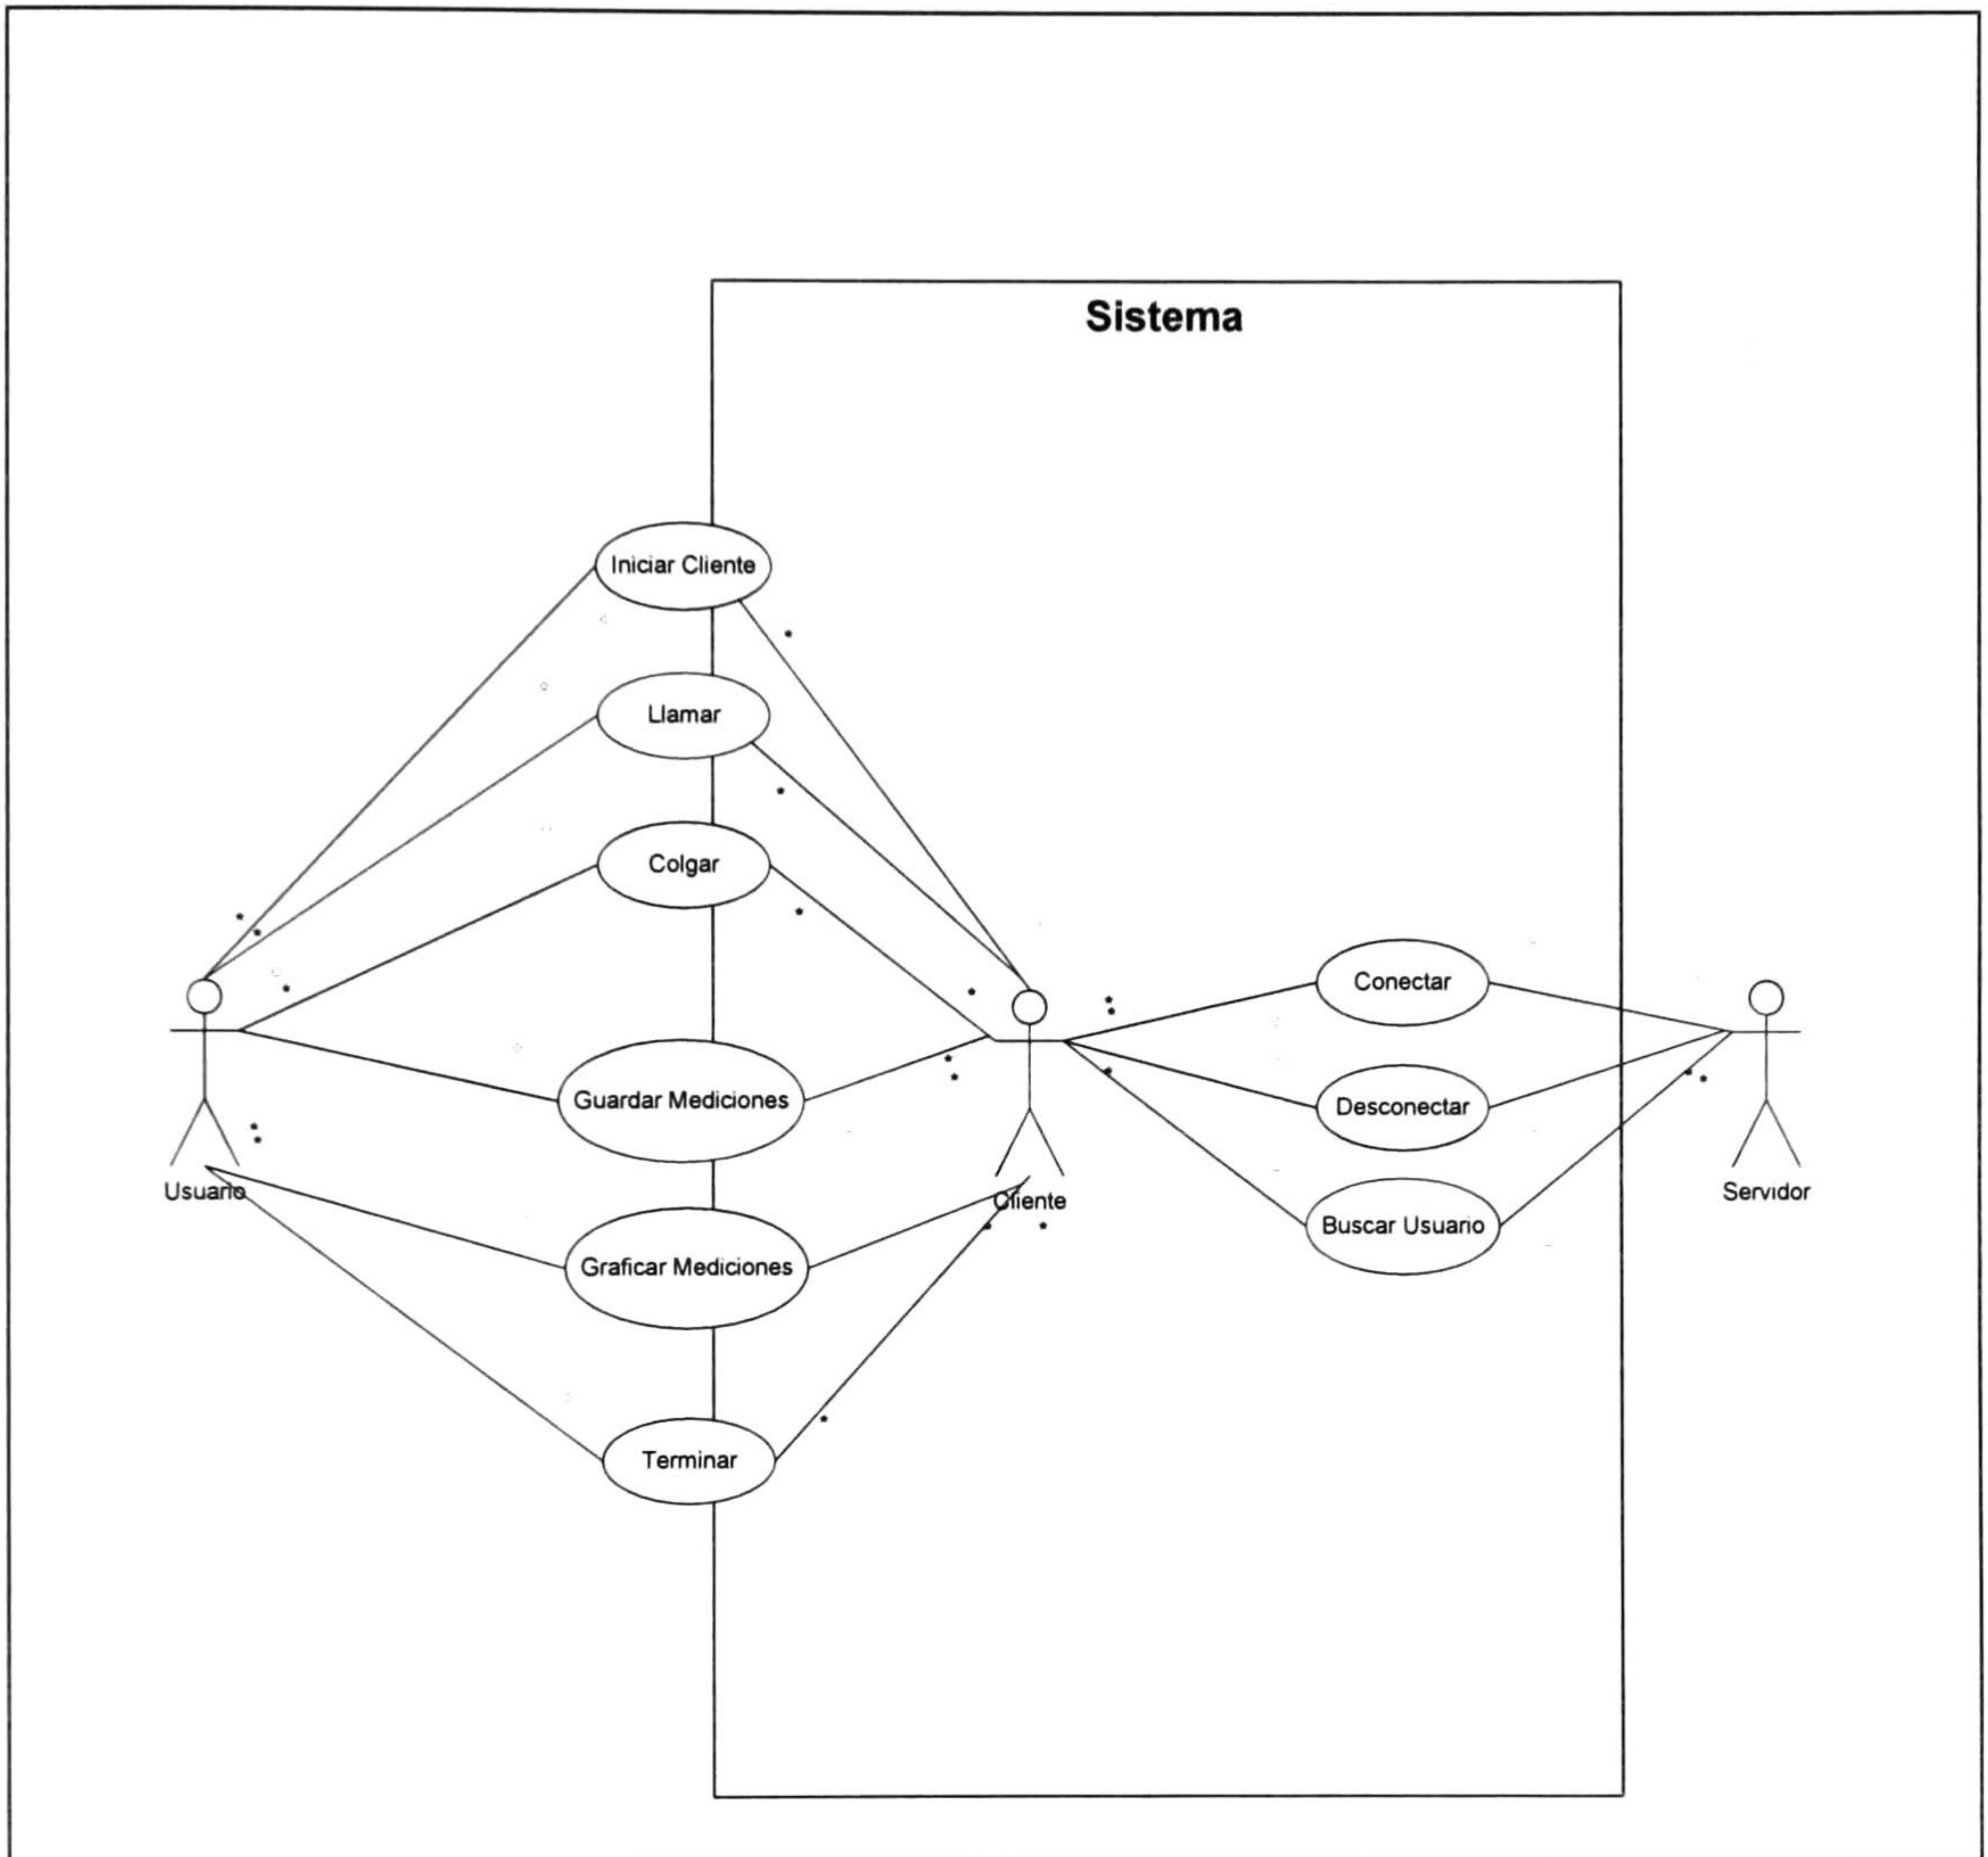 Sistema
Iniciar Cliente
Llamar
Colgar
Conectar
Guardar Mediciones
Desconectar
Usuario
Cliente
Servidor
Buscar Usuario
Graficar Mediciones
Terminar